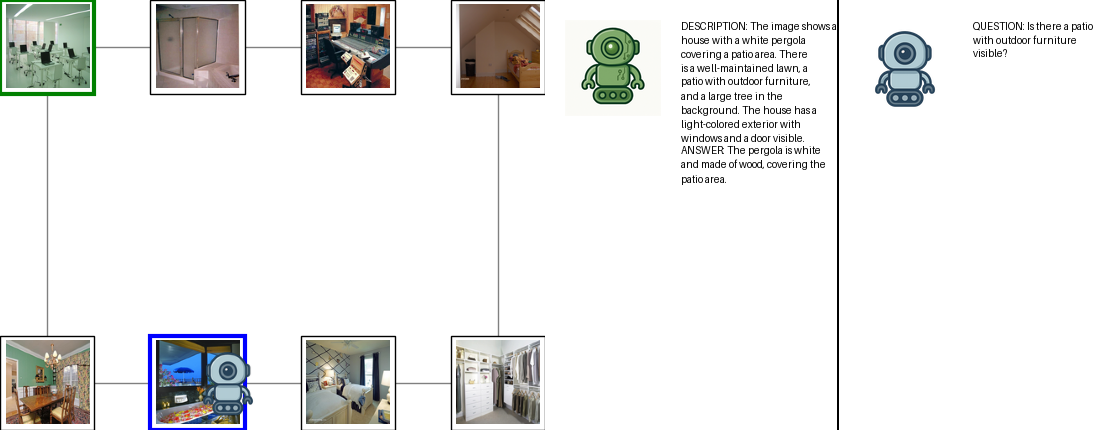 DESCRIPTION: The image shows a
house with a white pergola
covering a patio area. There
is a well-maintained lawn, a
patio with outdoor furniture,
and a large tree in the
background. The house has a
light-colored exterior with
windows and a door visible.
ANSWER: The pergola is white
and made of wood, covering the
patio area.
QUESTION: Is there a patio
with outdoor furniture
visible?